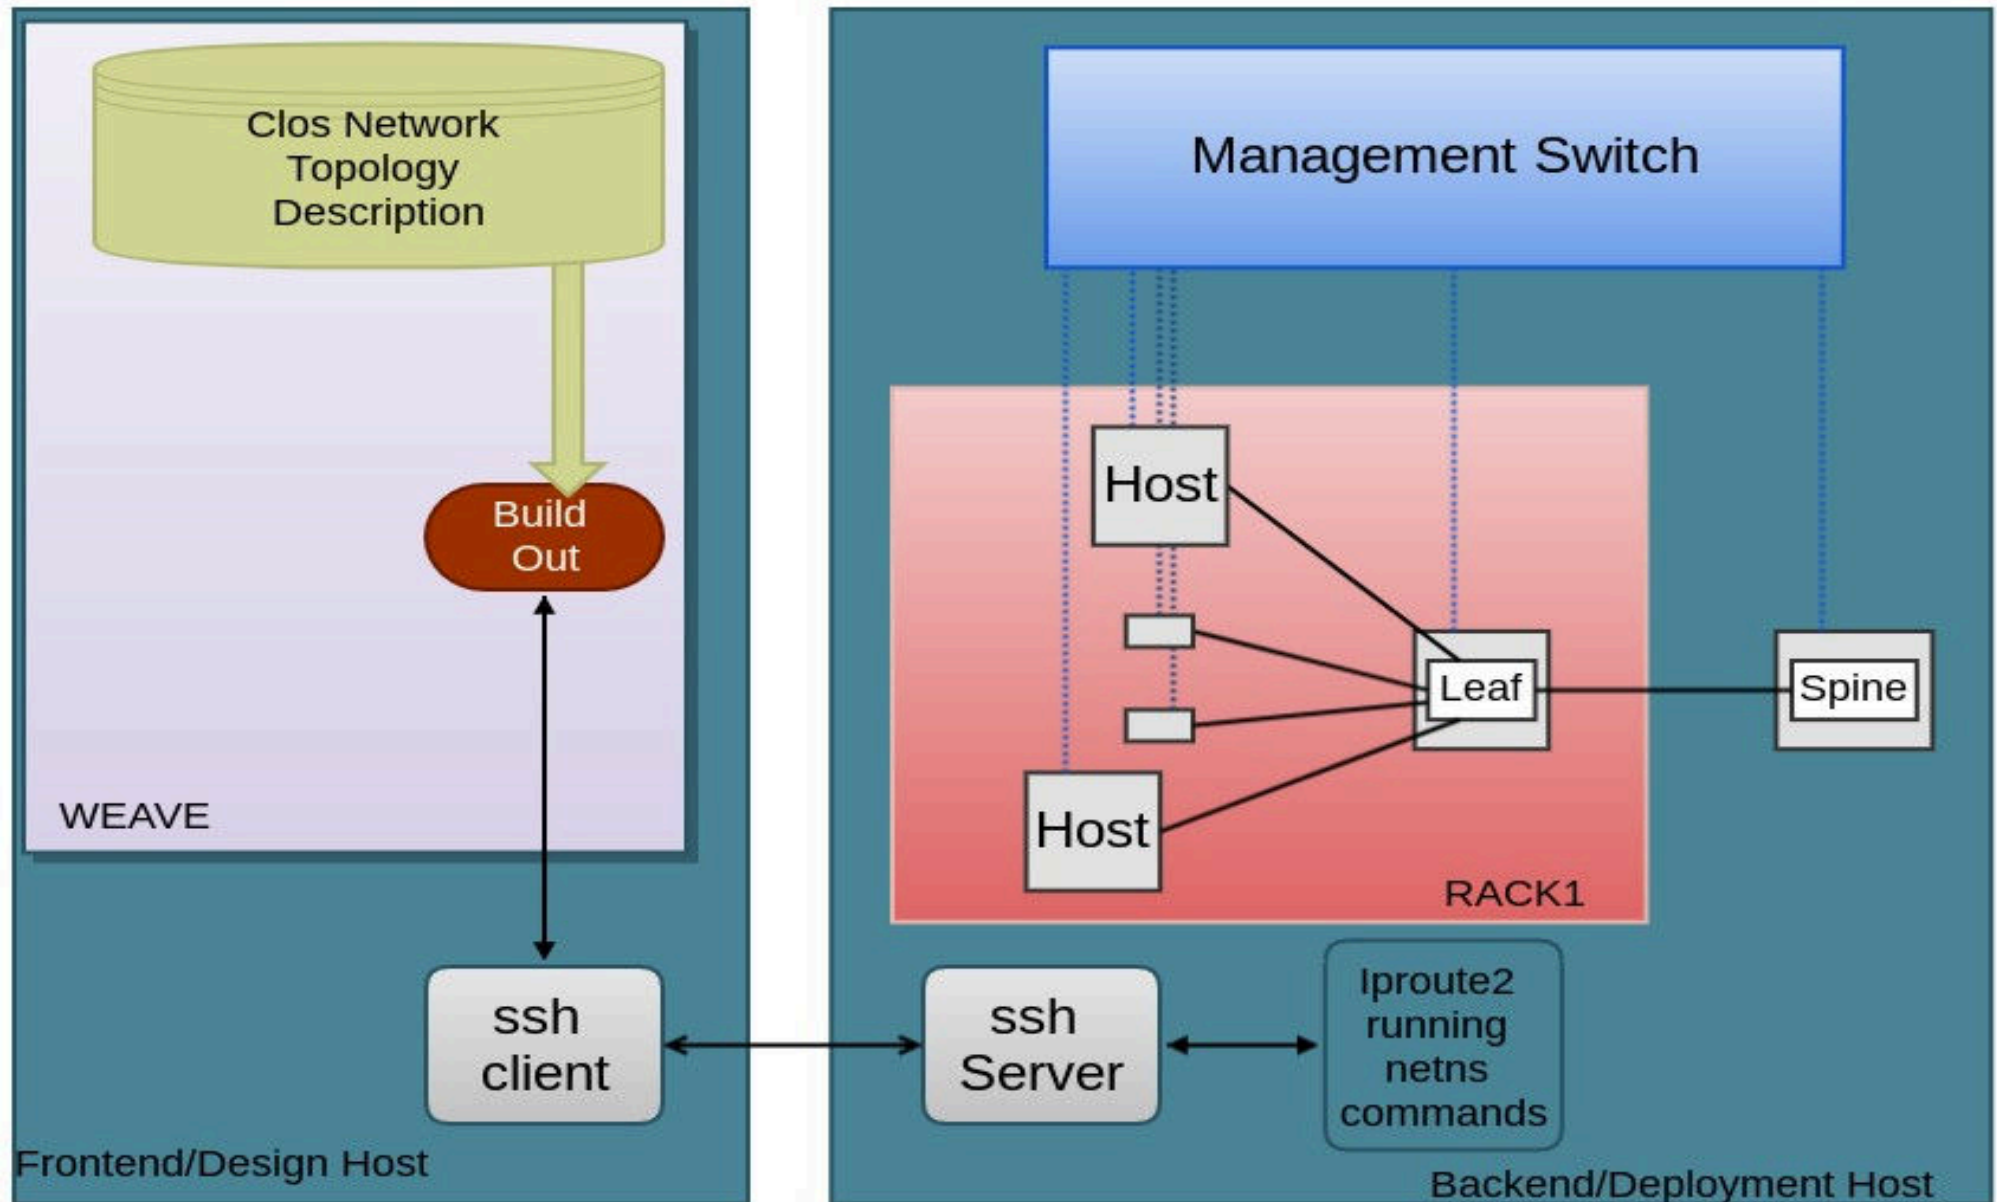 Clos Network
Topology
Description
Build
Out
WEAVE
ssh
client
Frontend/Design Host
Management Switch
Host
Leaf
Spine
Host
RACK1
ssh
Server
Iproute2
running
netns
commands
Backend/Deployment Host